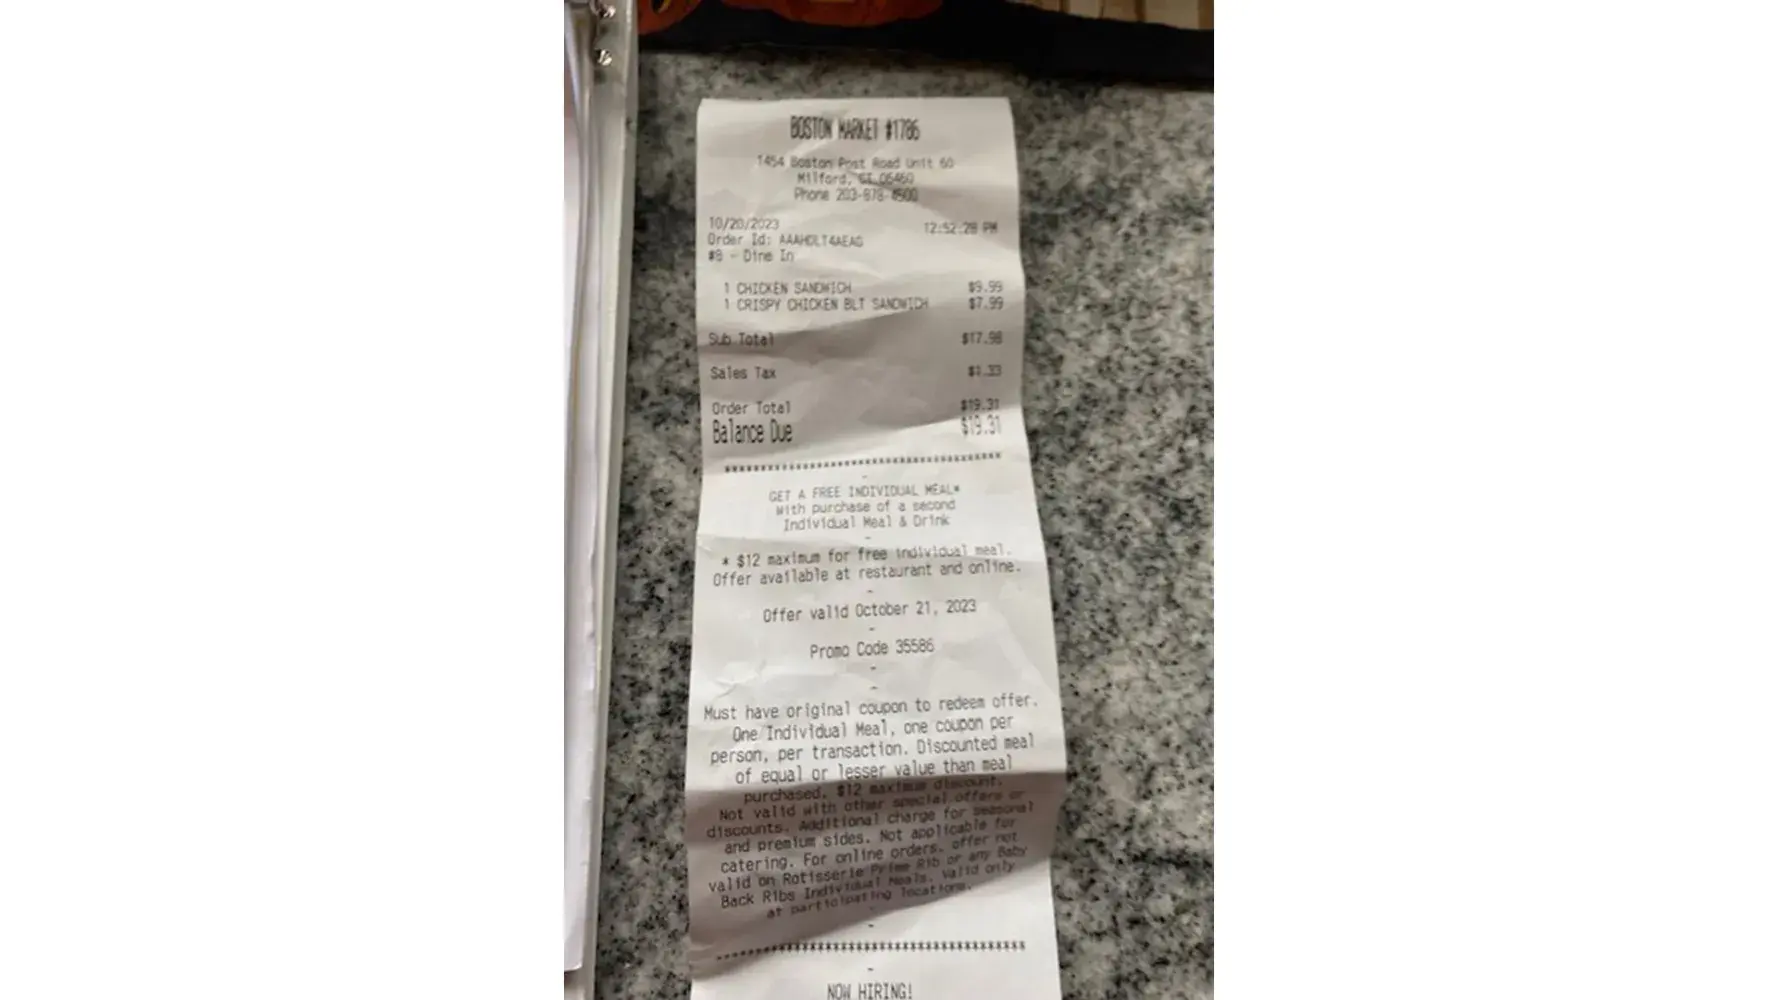 BOSTON MARKET #1786
1454 Boston Post Road Unit 60
Milford, CT 06460
Phone 203-878-4500
10/20/2023 12:52:28 PM
Order Id: AAAHDLT4AEAG
#8 - Dine In
1 CHICKEN SANDWICH $9.99
1 CRISPY CHICKEN BLT SANDWICH $7.99
Sub Total $17.98
Sales Tax $1.33
Order Total $19.31
Balance Due $19.31
****************************************
-
GET A FREE INDIVIDUAL MEAL*
with purchase of a second
Individual Meal & Drink
-
* $12 maximum for free individual meal.
Offer available at restaurant and online.
-
Offer valid October 21, 2023
-
Promo Code 35586
-
-
Must have original coupon to redeem offer.
One Individual Meal, one coupon per
person, per transaction. Discounted meal
of equal or lesser value than meal
purchased. $12 maximum discount.
Not valid with other special offers or
discounts. Additional charge for seasonal
and premium sides. Not applicable for
catering. For online orders, offer not
valid on Rotisserie Prime Rib or any Baby
Back Ribs Individual Meals. Valid only
at participating locations.
-
****************************************
-
NOW HIRING!